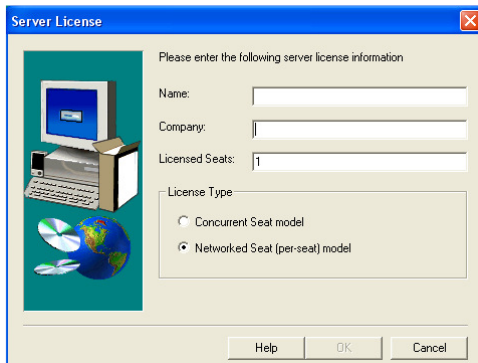 Server License
Please enter the following server license information
Name:
Company:
Licensed Seats: 1
License Type
Concurrent Seat model
Networked Seat (per-seat) model
Help OK Cancel